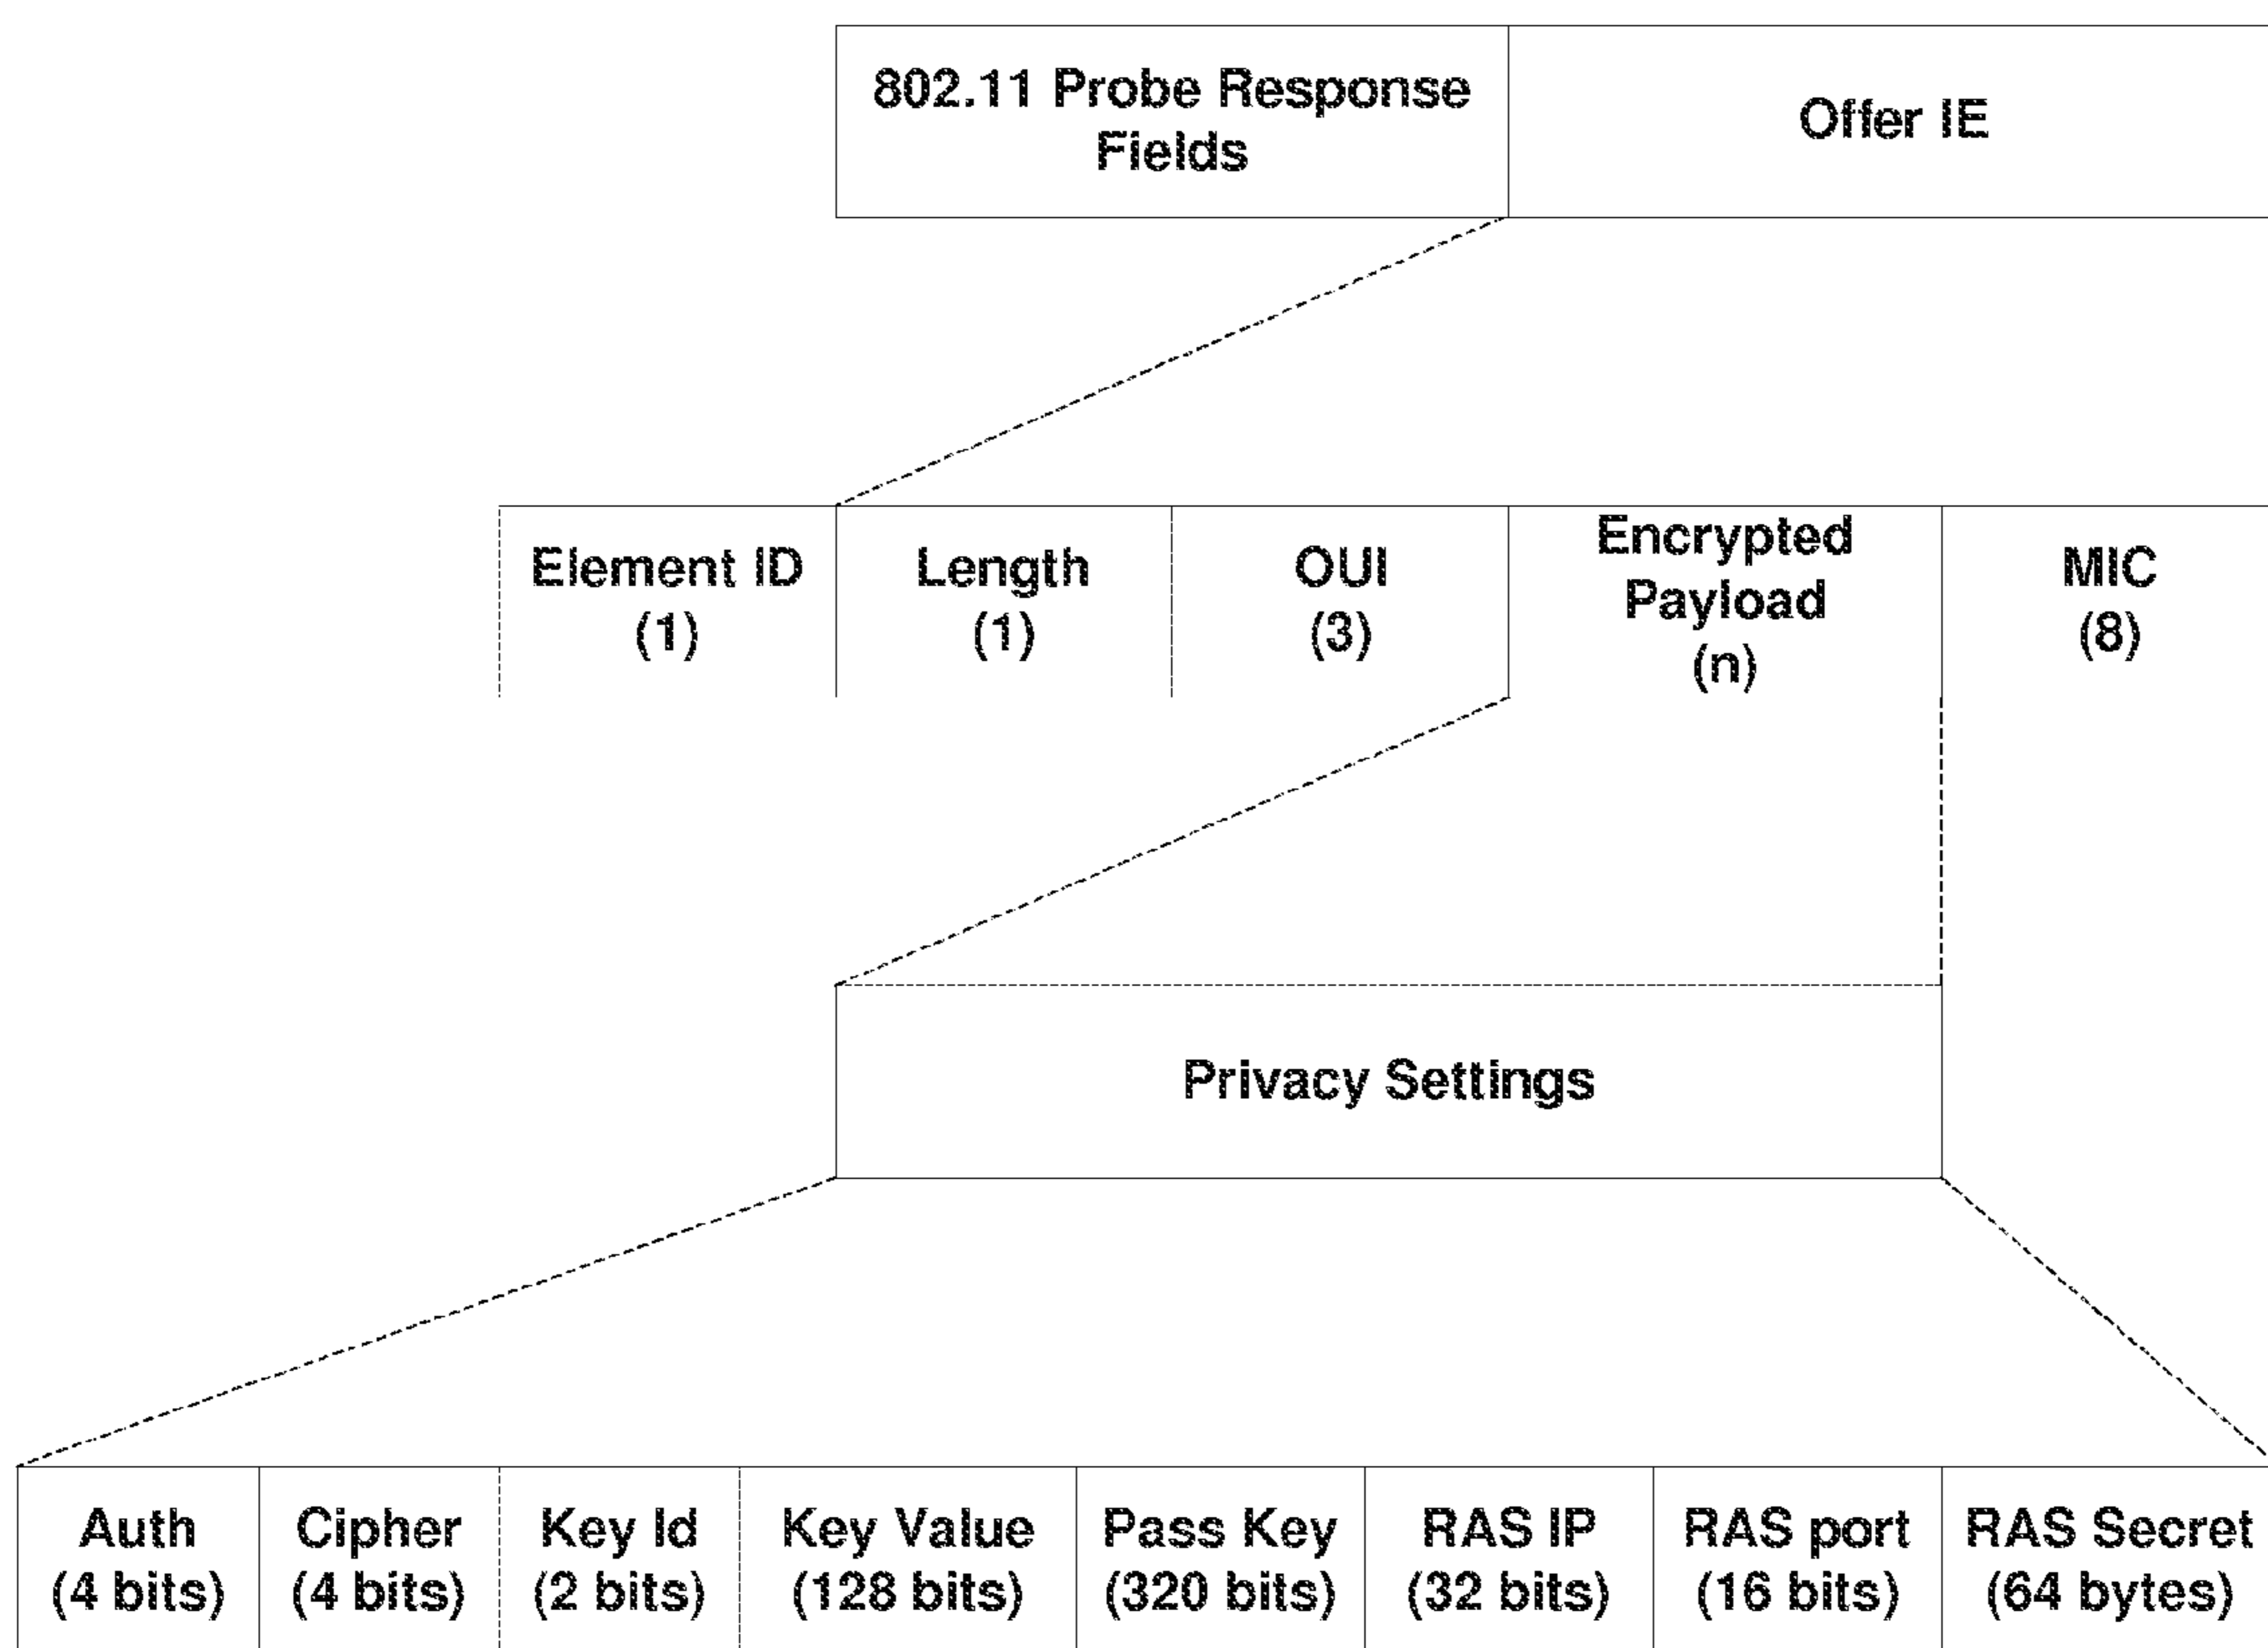 802.11 Probe Response
Fields
Offer IE
Element ID
(1)
Length
(1)
OUI
(3)
Encrypted
Payload
(n)
MIC
(8)
Privacy Settings
Auth
(4 bits)
Cipher
(4 bits)
Key Id
(2 bits)
Key Value
(128 bits)
Pass Key
(320 bits)
RAS IP
(32 bits)
RAS port
(16 bits)
RAS Secret
(64 bytes)